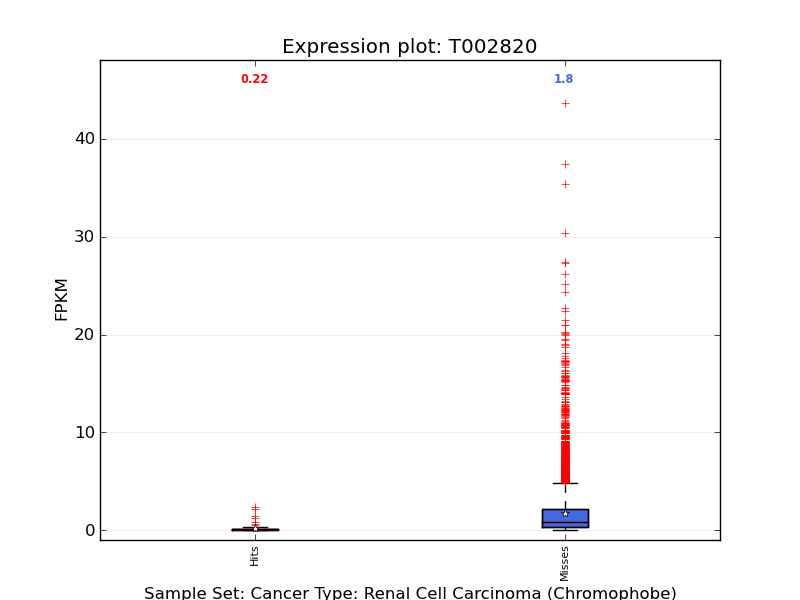 Expression plot: T002820
0.22
1.8
40
30
20
10
0
FPKM
Hits
Misses
Sample Set: Cancer Type: Renal Cell Carcinoma (Chromophobe)